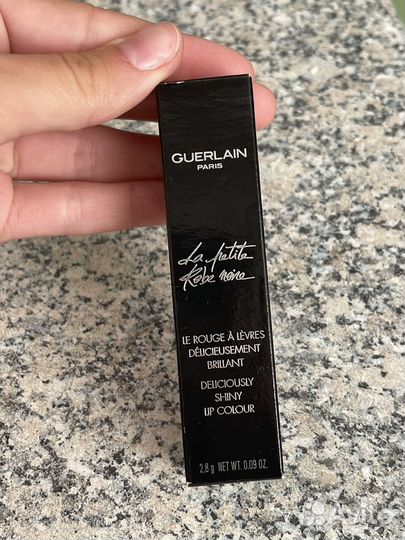 GUERLAIN
PARIS
La petite
Robe noire
LE ROUGE À LÈVRES
DÉLICIEUSEMENT
BRILLANT
DELICIOUSLY
SHINY
LIP COLOUR
2,8 g NET WT. 0.09 OZ.
Avito